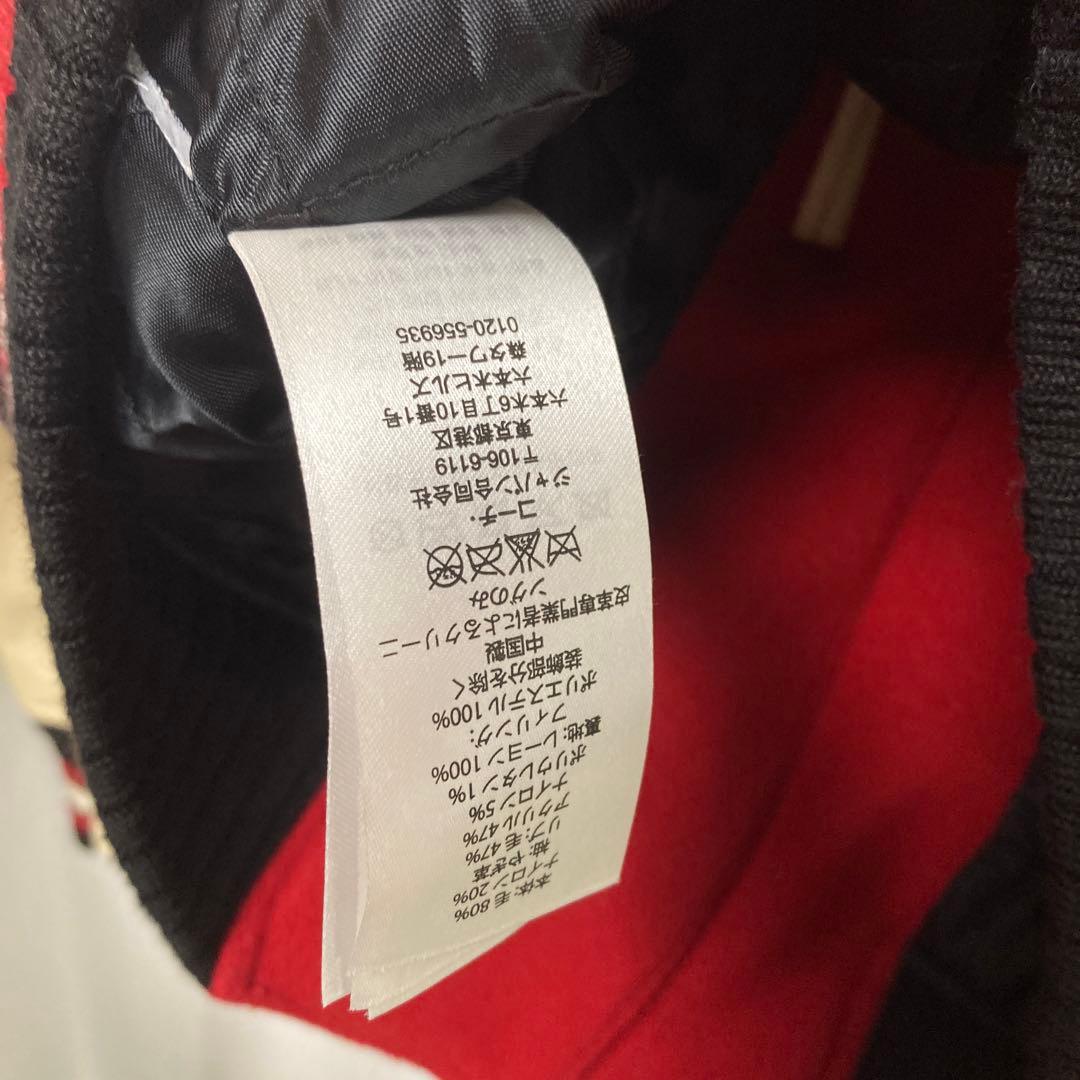 本体: 毛 80%
ナイロン 20%
袖: やぎ革
リブ: 毛 47%
アクリル 47%
ナイロン 5%
ポリウレタン 1%
裏地: レーヨン 100%
フィリング:
ポリエステル 100%
装飾部分を除く
中国製
皮革専門業者によるクリーニ
ングのみ
コーチ・
ジャパン合同会社
〒106-6119
東京都港区
六本木6丁目10番1号
六本木ヒルズ
森タワー19階
0120-556935